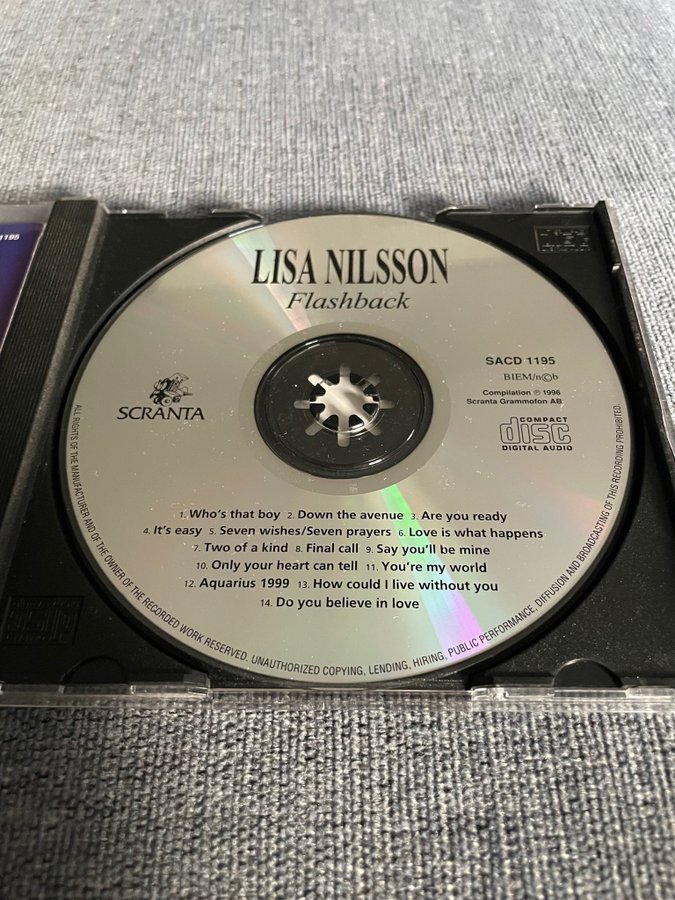 1195
LISA NILSSON
Flashback
SCRANTA
SACD 1195
BIEM/n©b
Compilation ℗ 1996
Scranta Grammofon AB.
COMPACT
disc
DIGITAL AUDIO
1. Who's that boy 2. Down the avenue 3. Are you ready
4. It's easy 5. Seven wishes/Seven prayers 6. Love is what happens
7. Two of a kind 8. Final call 9. Say you'll be mine
10. Only your heart can tell 11. You're my world
12. Aquarius 1999 13. How could I live without you
14. Do you believe in love
ALL RIGHTS OF THE MANUFACTURER AND OF THE OWNER OF THE RECORDED WORK RESERVED. UNAUTHORIZED COPYING, LENDING, HIRING, PUBLIC PERFORMANCE, DIFFUSION AND BROADCASTING OF THIS RECORDING PROHIBITED.